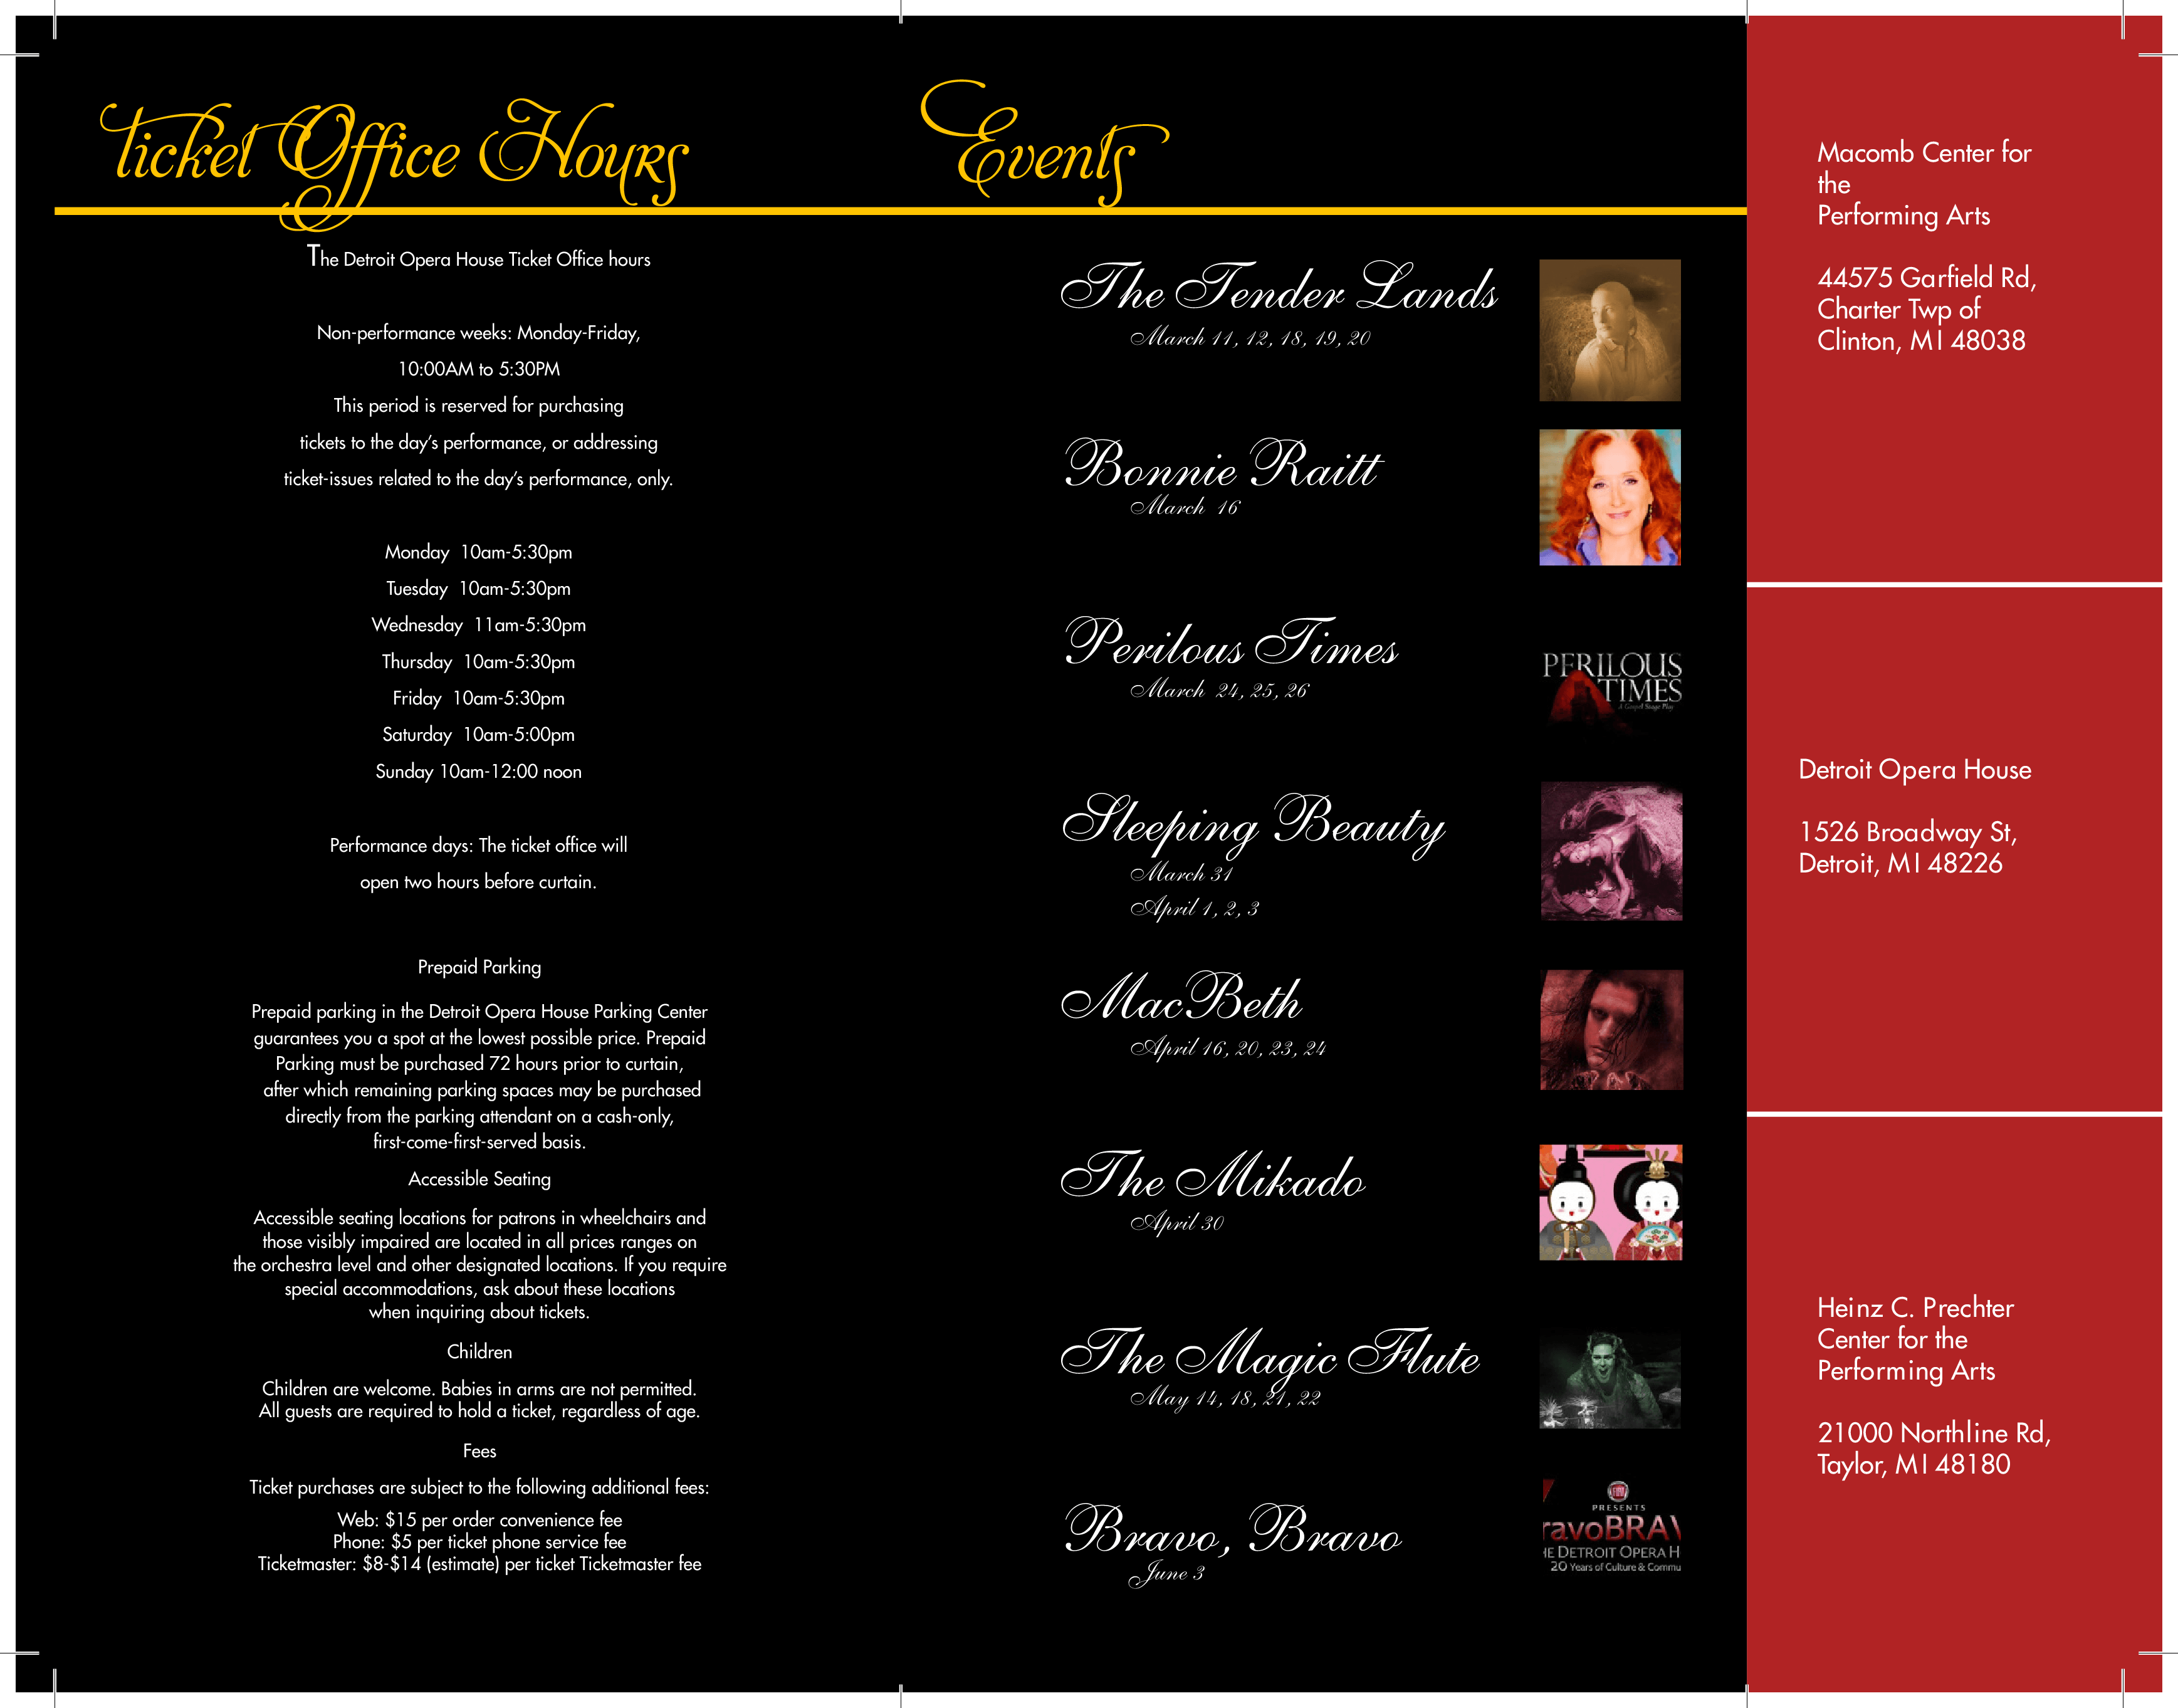 ticket Office Hours
The Detroit Opera House Ticket Office hours
Non-performance weeks: Monday-Friday,
10:00AM to 5:30PM
This period is reserved for purchasing
tickets to the day's performance, or addressing
ticket-issues related to the day's performance, only.
Monday 10am-5:30pm
Tuesday 10am-5:30pm
Wednesday 11am-5:30pm
Thursday 10am-5:30pm
Friday 10am-5:30pm
Saturday 10am-5:00pm
Sunday 10am-12:00 noon
Performance days: The ticket office will
open two hours before curtain.
Prepaid Parking
Prepaid parking in the Detroit Opera House Parking Center
guarantees you a spot at the lowest possible price. Prepaid
Parking must be purchased 72 hours prior to curtain,
after which remaining parking spaces may be purchased
directly from the parking attendant on a cash-only,
first-come-first-served basis.
Accessible Seating
Accessible seating locations for patrons in wheelchairs and
those visibly impaired are located in all prices ranges on
the orchestra level and other designated locations. If you require
special accommodations, ask about these locations
when inquiring about tickets.
Children
Children are welcome. Babies in arms are not permitted.
All guests are required to hold a ticket, regardless of age.
Fees
Ticket purchases are subject to the following additional fees:
Web: $15 per order convenience fee
Phone: $5 per ticket phone service fee
Ticketmaster: $8-$14 (estimate) per ticket Ticketmaster fee
Events
The Tender Lands
March 11, 12, 18, 19, 20
Bonnie Raitt
March 16
Perilous Times
March 24, 25, 26
PERILOUS
TIMES
A Gospel Stage Play
Sleeping Beauty
March 31
April 1, 2, 3
MacBeth
April 16, 20, 23, 24
The Mikado
April 30
The Magic Flute
May 14, 18, 21, 22
Bravo, Bravo
June 3
FIAT
PRESENTS
ravoBRA
HE DETROIT OPERA H
20 Years of Culture & Commu
Macomb Center for
the
Performing Arts
44575 Garfield Rd,
Charter Twp of
Clinton, MI 48038
Detroit Opera House
1526 Broadway St,
Detroit, MI 48226
Heinz C. Prechter
Center for the
Performing Arts
21000 Northline Rd,
Taylor, MI 48180